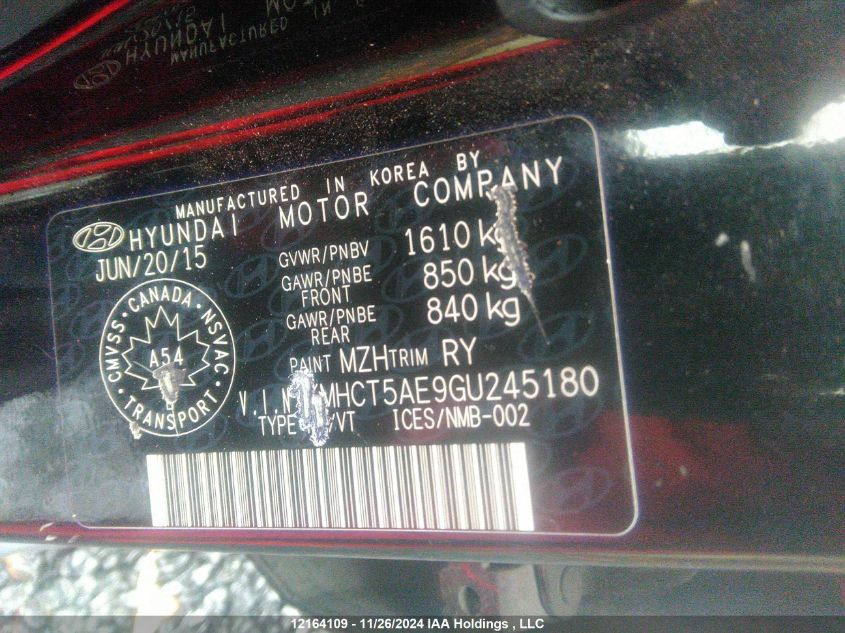 MANUFACTURED IN KOREA BY
HYUNDAI MOTOR COMPANY
JUN/20/15
GVWR/PNBV 1610 kg
GAWR/PNBE FRONT 850 kg
GAWR/PNBE REAR 840 kg
CMVSS · CANADA · NSVAC
A54
TRANSPORT
PAINT MZH TRIM RY
V.I.N MHCT5AE9GU245180
TYPE ICES/NMB-002
12164109 - 11/26/2024 IAA Holdings , LLC